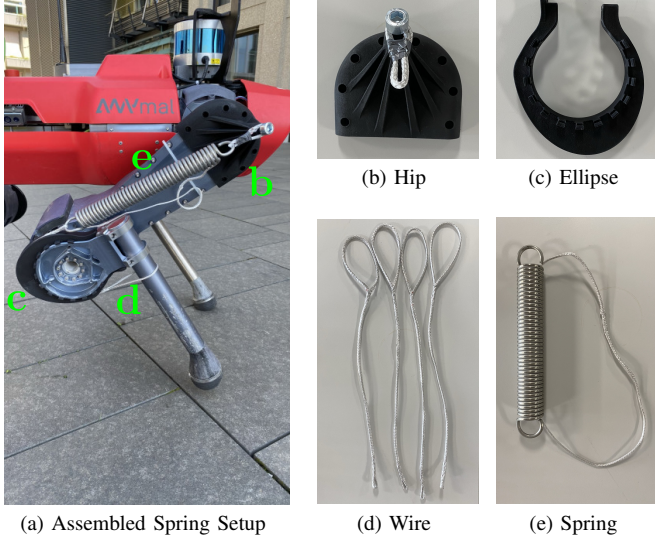 ANYmal
e
b
c
d
(b) Hip
(c) Ellipse
(a) Assembled Spring Setup
(d) Wire
(e) Spring